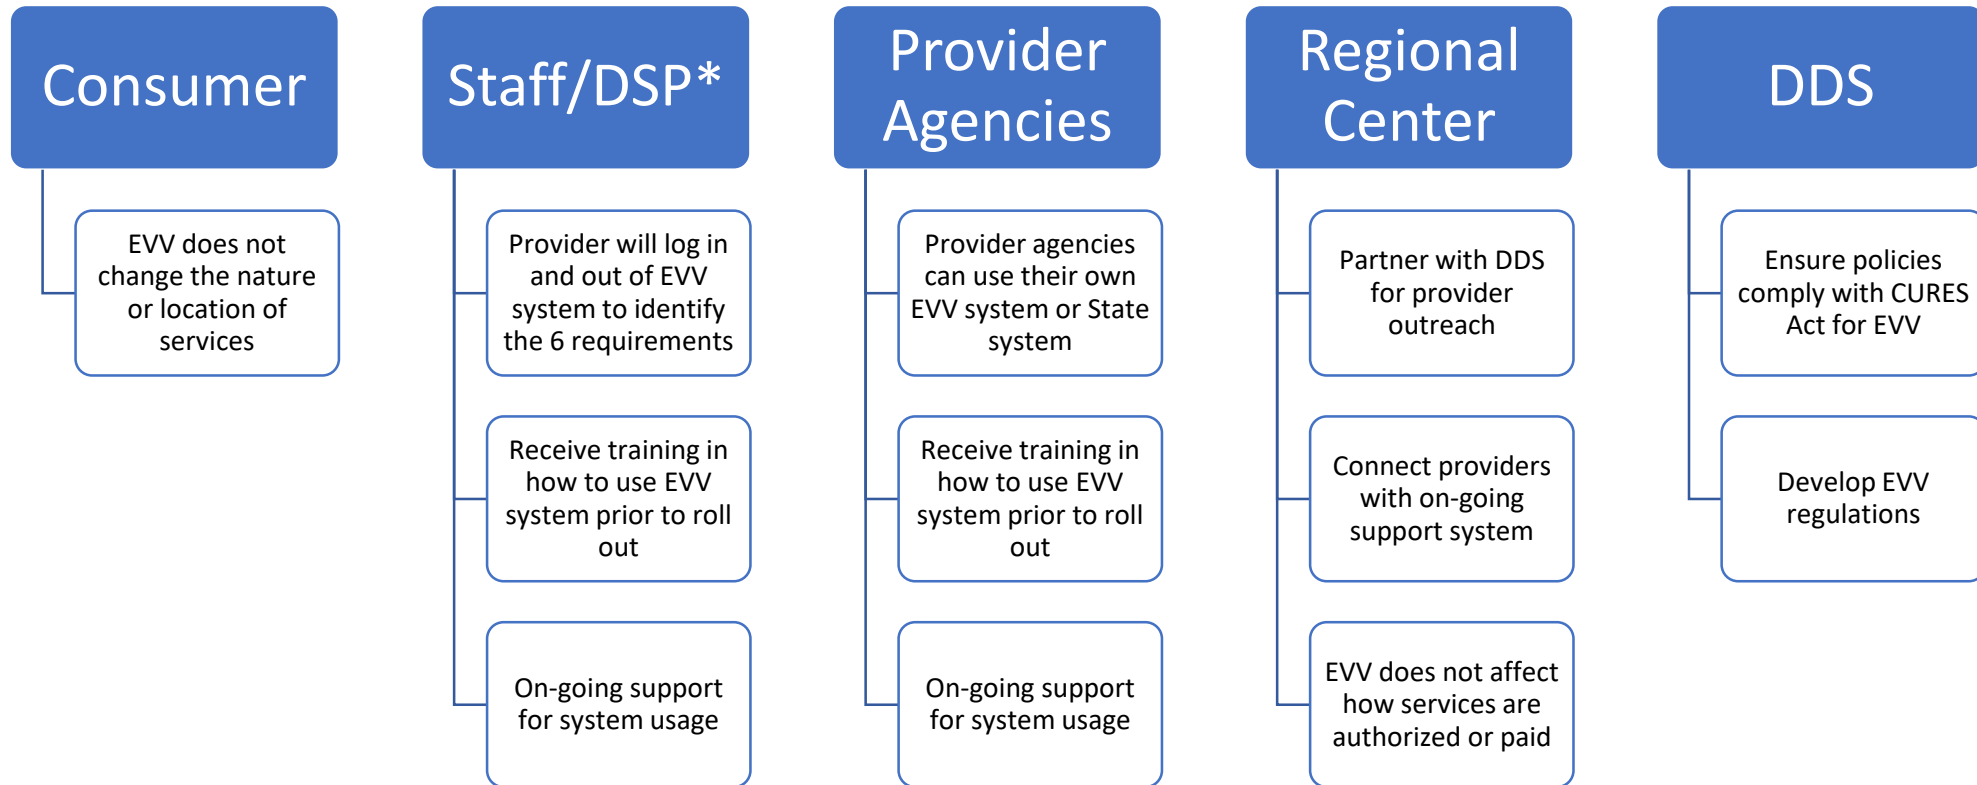 Consumer
EVV does not
change the nature
or location of
services
Staff/DSP*
Provider will log in
and out of EVV
system to identify
the 6 requirements
Receive training in
how to use EVV
system prior to roll
out
On-going support
for system usage
Provider
Agencies
Provider agencies
can use their own
EVV system or State
system
Receive training in
how to use EVV
system prior to roll
out
On-going support
for system usage
Regional
Center
Partner with DDS
for provider
outreach
Connect providers
with on-going
support system
EVV does not affect
how services are
authorized or paid
DDS
Ensure policies
comply with CURES
Act for EVV
Develop EVV
regulations